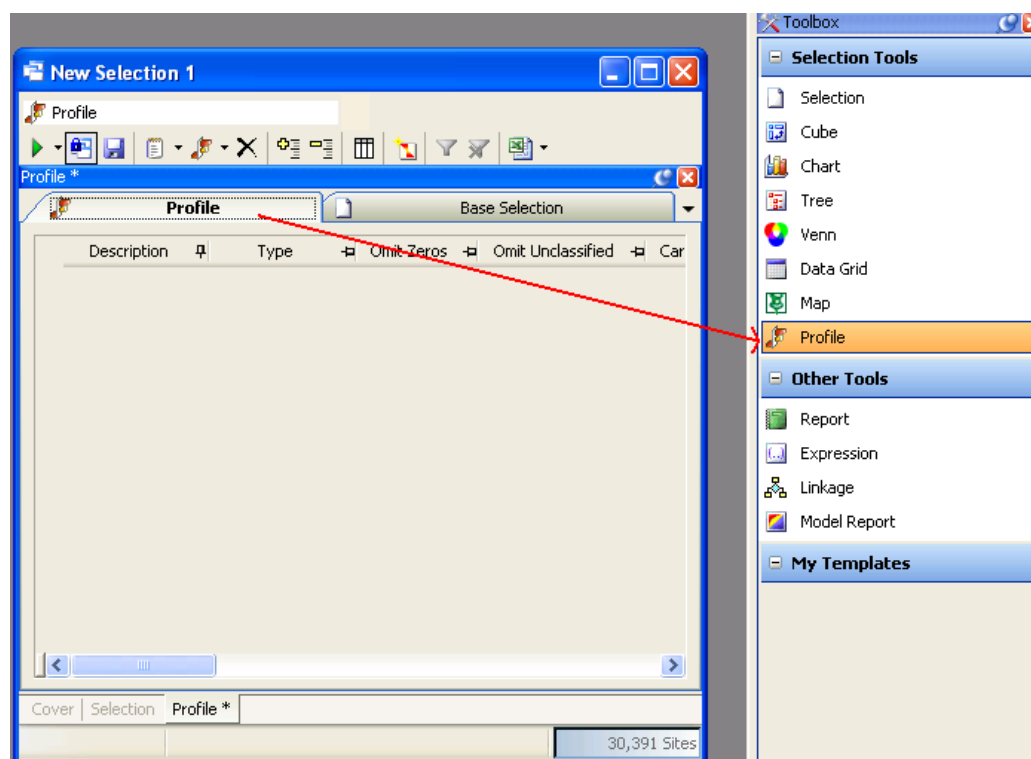 Toolbox
New Selection 1
Selection Tools
Profile
Selection
Cube
Chart
Profile *
Profile
Base Selection
Tree
Venn
Description Type Omit Zeros Omit Unclassified Car
Data Grid
Map
Profile
Other Tools
Report
Expression
Linkage
Model Report
My Templates
Cover Selection Profile *
30,391 Sites